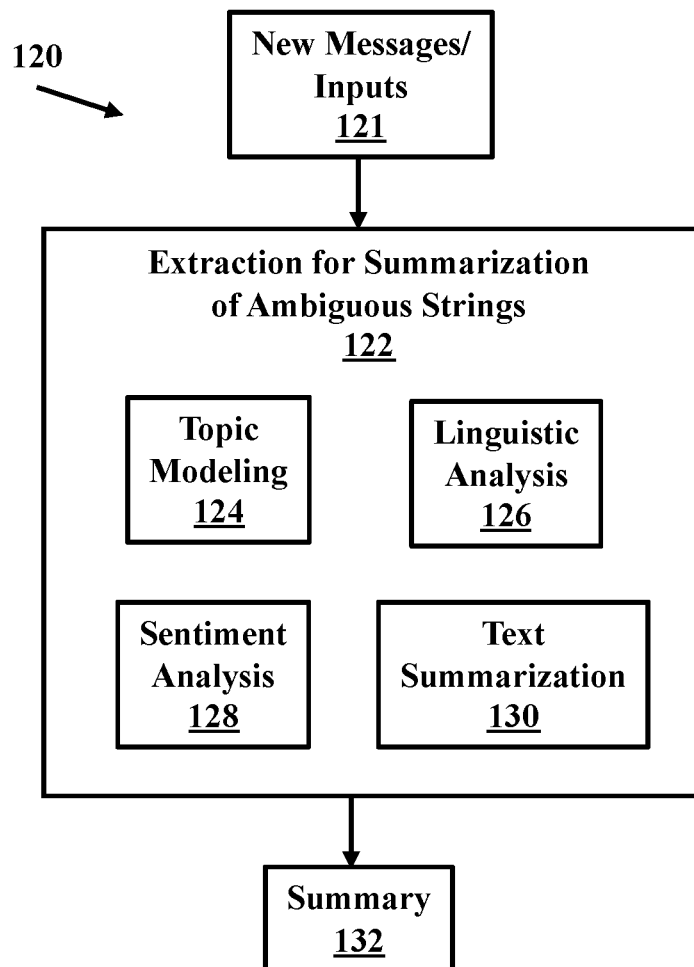 120
New Messages/
Inputs
121
Extraction for Summarization
of Ambiguous Strings
122
Topic
Modeling
124
Linguistic
Analysis
126
Sentiment
Analysis
128
Text
Summarization
130
Summary
132